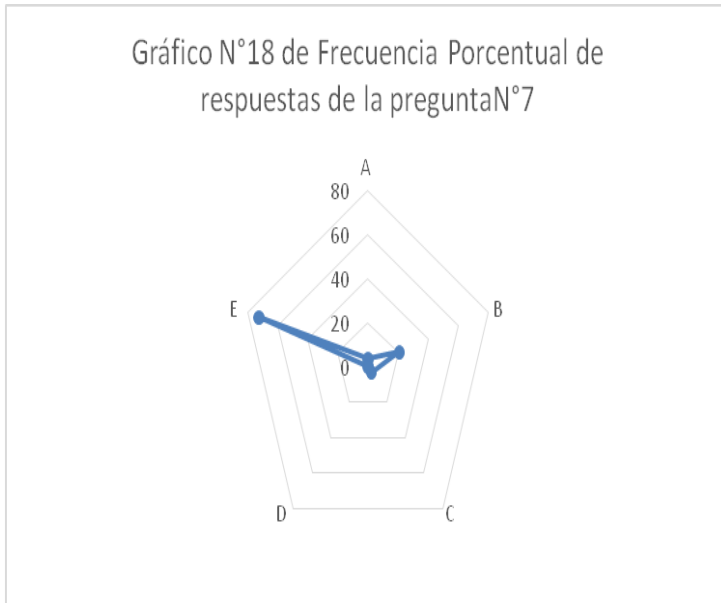 Gráfico N°18 de Frecuencia Porcentual de
respuestas de la preguntaN°7
A
80
60
40
20
0
E
B
D
C